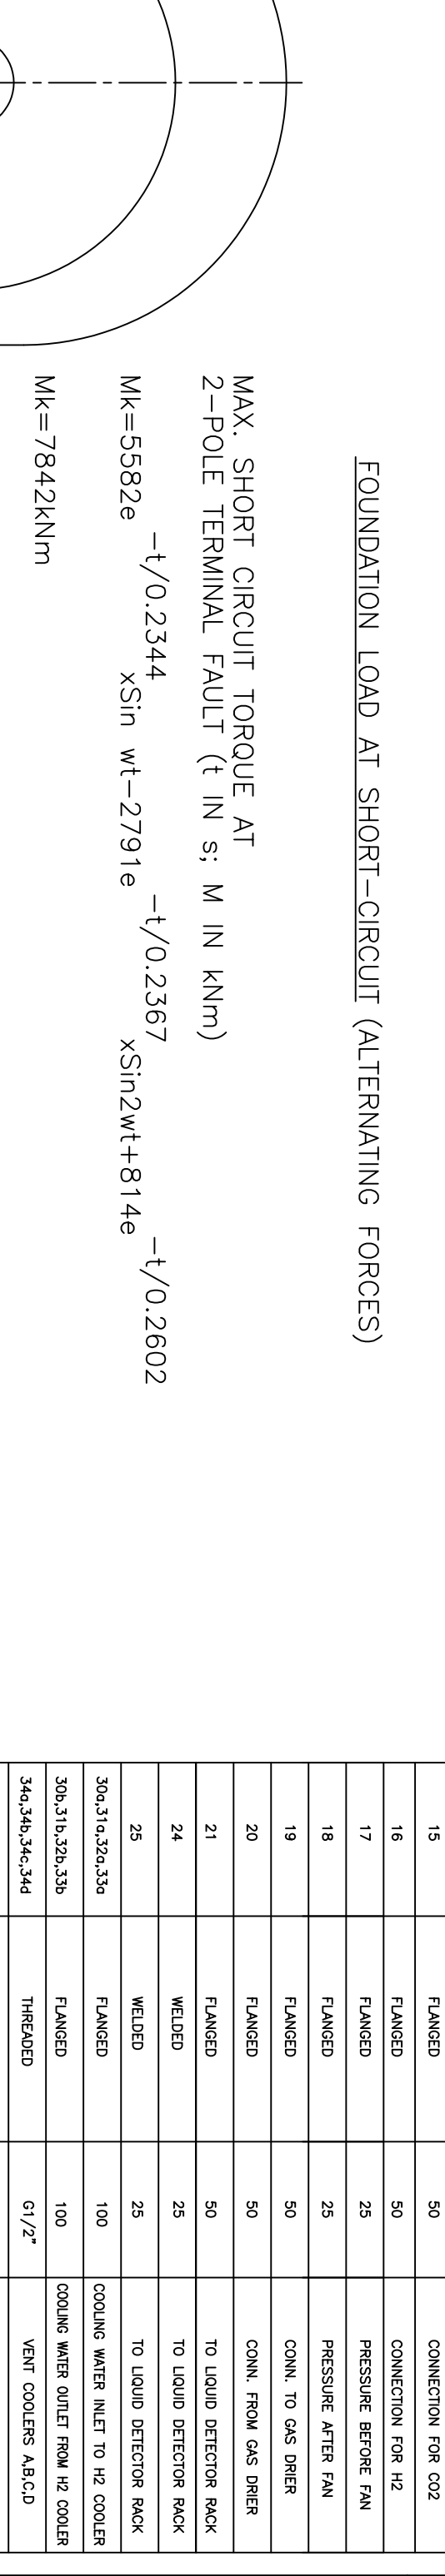 FOUNDATION LOAD AT SHORT-CIRCUIT (ALTERNATING FORCES)
MAX. SHORT CIRCUIT TORQUE AT
2-POLE TERMINAL FAULT (t IN s; M IN kNm)
Mk=5582e -t/0.2344 xSin wt-2791e -t/0.2367 xSin2wt+814e -t/0.2602
Mk=7842kNm
15 FLANGED 50 CONNECTION FOR CO2
16 FLANGED 50 CONNECTION FOR H2
17 FLANGED 25 PRESSURE BEFORE FAN
18 FLANGED 25 PRESSURE AFTER FAN
19 FLANGED 50 CONN. TO GAS DRIER
20 FLANGED 50 CONN. FROM GAS DRIER
21 FLANGED 50 TO LIQUID DETECTOR RACK
24 WELDED 25 TO LIQUID DETECTOR RACK
25 WELDED 25 TO LIQUID DETECTOR RACK
30a,31a,32a,33a FLANGED 100 COOLING WATER INLET TO H2 COOLER
30b,31b,32b,33b FLANGED 100 COOLING WATER OUTLET FROM H2 COOLER
34a,34b,34c,34d THREADED G1/2" VENT COOLERS A,B,C,D